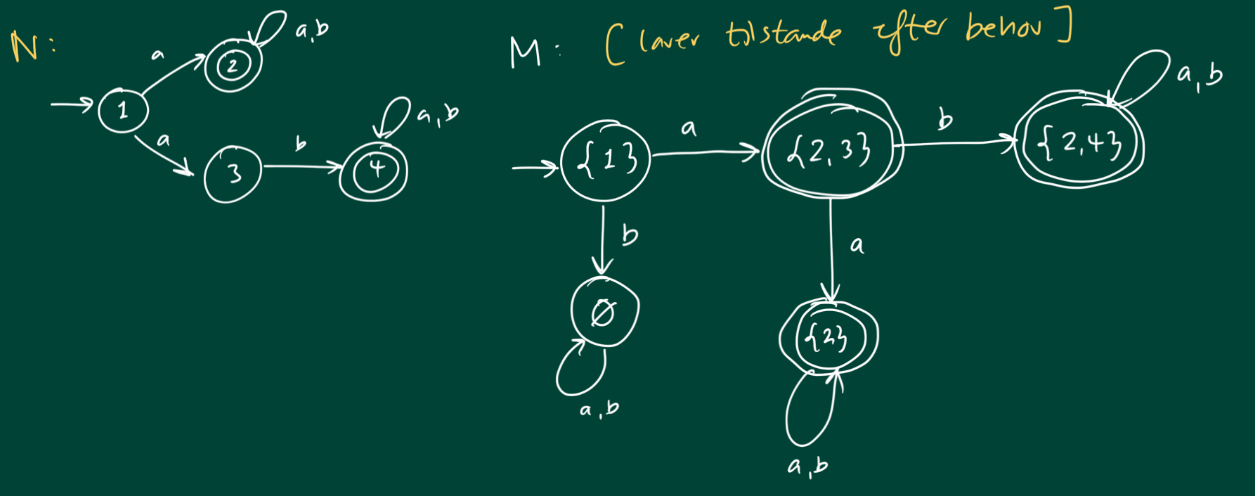 N:
1
a
2
a,b
a
3
b
4
a,b
M: [laver tilstande efter behov]
{1}
a
{2,3}
b
{2,4}
a,b
b
Ø
a,b
a
{2}
a,b